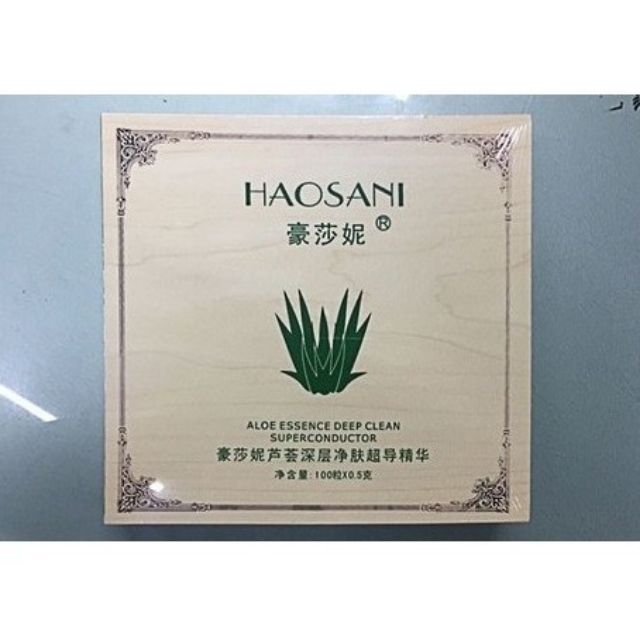 HAOSANI
豪莎妮®
ALOE ESSENCE DEEP CLEAN
SUPERCONDUCTOR
豪莎妮芦荟深层净肤超导精华
净含量:100粒X0.5克